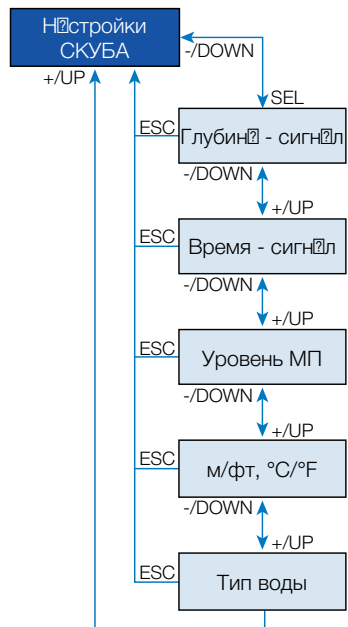 Н⍰стройки
СКУБА
-/DOWN
+/UP
SEL
ESC
Глубин⍰ - сигн⍰л
-/DOWN
+/UP
ESC
Время - сигн⍰л
-/DOWN
+/UP
ESC
Уровень МП
-/DOWN
+/UP
ESC
м/фт, °C/°F
-/DOWN
+/UP
ESC
Тип воды